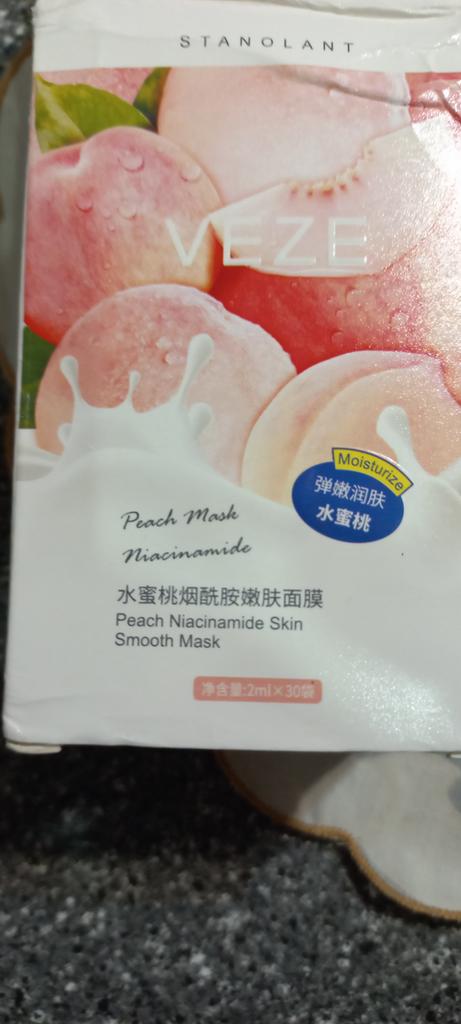 STANOLANT
VEZE
Moisturize
弹嫩润肤
水蜜桃
Peach Mask
Niacinamide
水蜜桃烟酰胺嫩肤面膜
Peach Niacinamide Skin
Smooth Mask
净含量:2ml×30袋